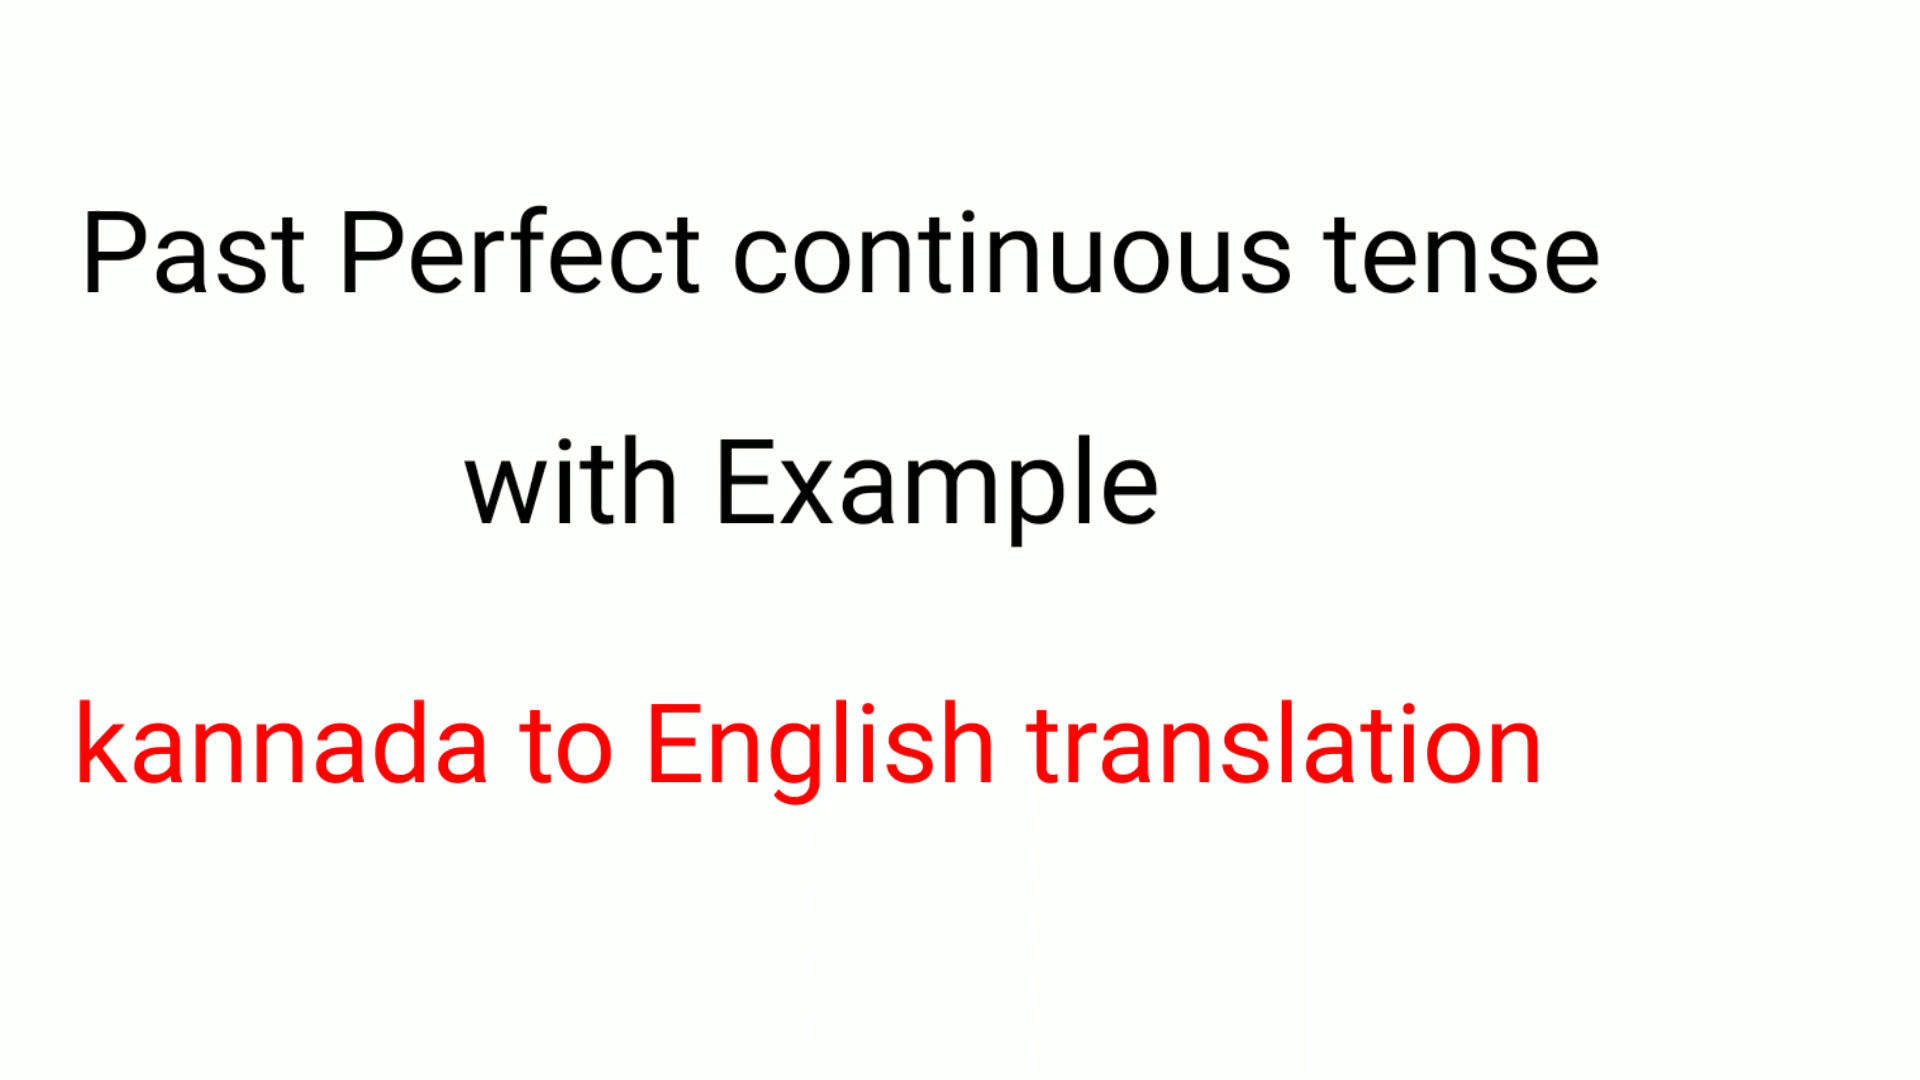 Past Perfect continuous tense
with Example
kannada to English translation